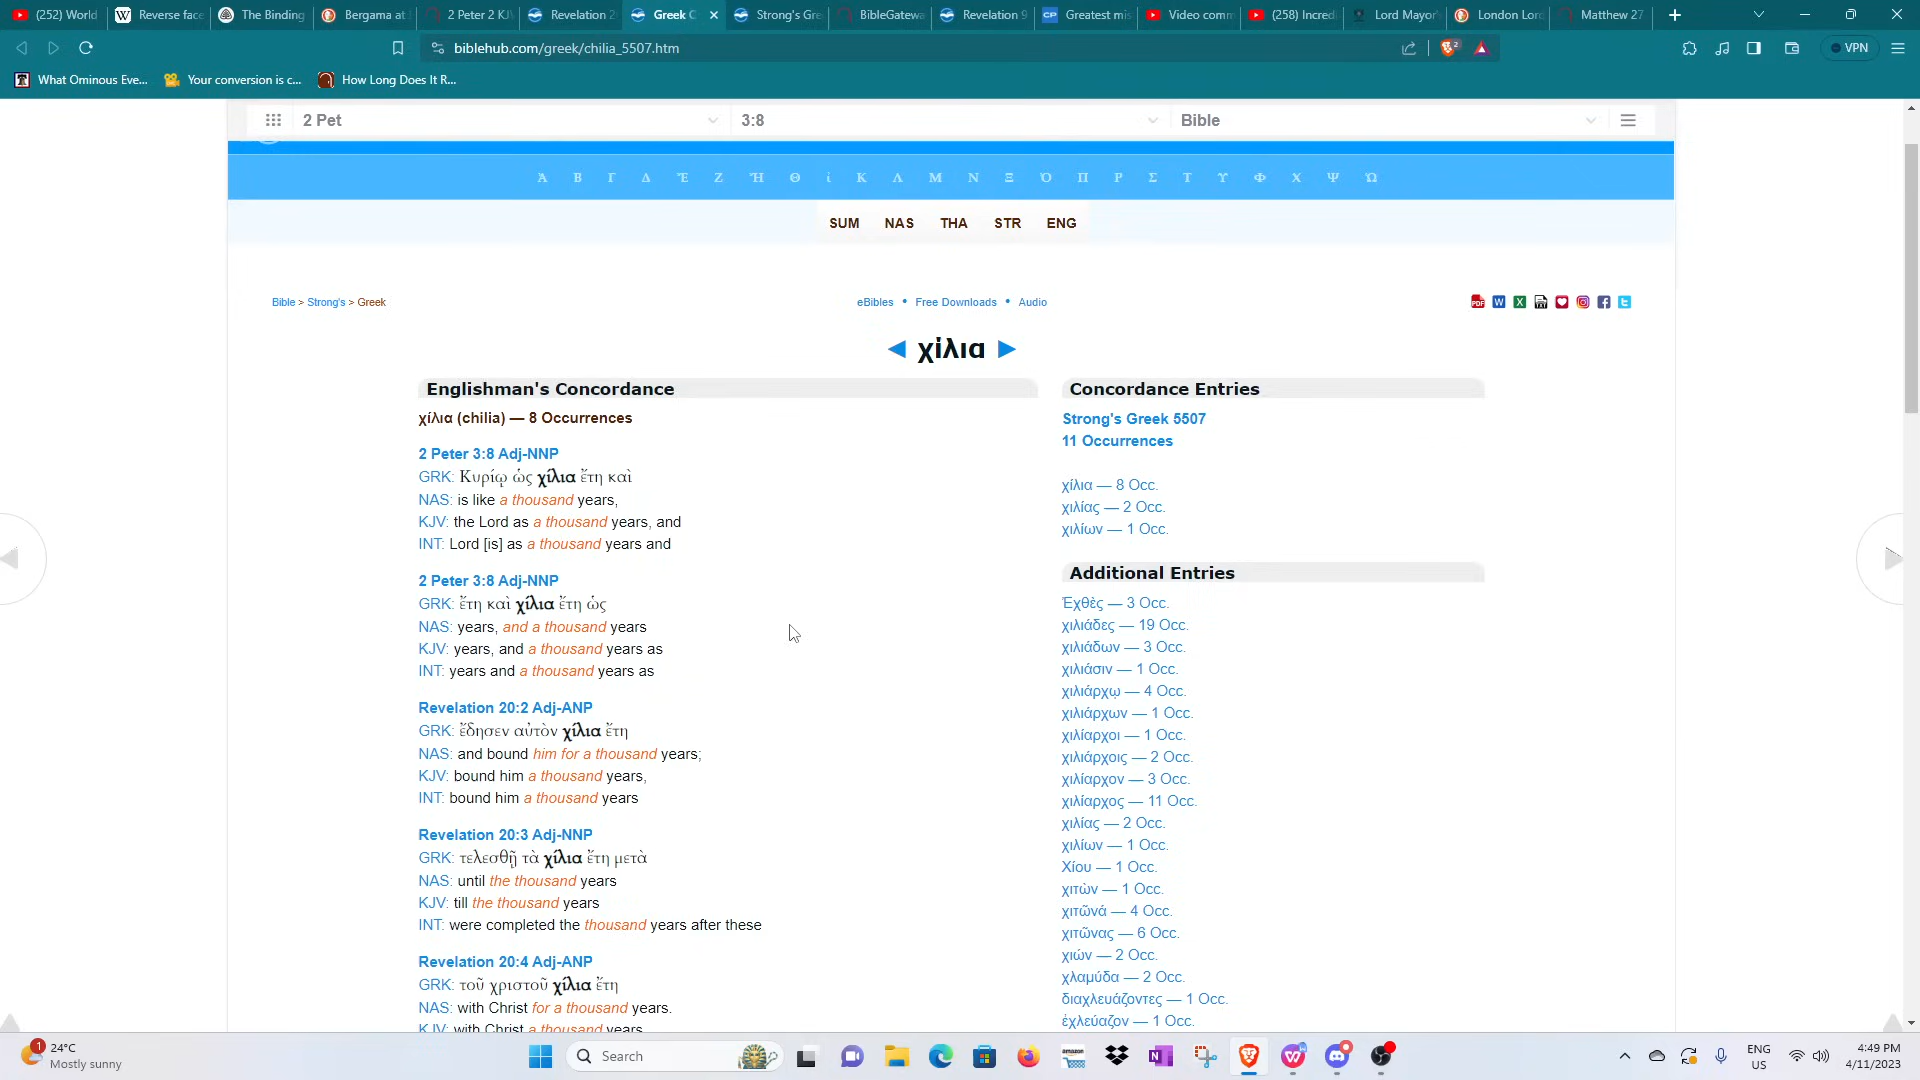 (252) World
Reverse face
The Binding
Bergama at
2 Peter 2 KJ
Revelation 2
Greek C
Strong's Gre
BibleGatewa
Revelation 9
Greatest mis
Video comm
(258) Incred
Lord Mayor'
London Lord
Matthew 27
biblehub.com/greek/chilia_5507.htm
2
VPN
What Ominous Eve...
Your conversion is c...
How Long Does It R...
2 Pet
3:8
Bible
Ἀ Β Γ Δ Ἐ Ζ Ἡ Θ ἰ Κ Λ Μ Ν Ξ Ὁ Π Ρ Σ Τ Υ Φ Χ Ψ Ὠ
SUM NAS THA STR ENG
Bible > Strong's > Greek
eBibles • Free Downloads • Audio
◄ χίλια ►
Englishman's Concordance
χίλια (chilia) — 8 Occurrences
2 Peter 3:8 Adj-NNP
GRK: Κυρίῳ ὡς χίλια ἔτη καὶ
NAS: is like a thousand years,
KJV: the Lord as a thousand years, and
INT: Lord [is] as a thousand years and
2 Peter 3:8 Adj-NNP
GRK: ἔτη καὶ χίλια ἔτη ὡς
NAS: years, and a thousand years
KJV: years, and a thousand years as
INT: years and a thousand years as
Revelation 20:2 Adj-ANP
GRK: ἔδησεν αὐτὸν χίλια ἔτη
NAS: and bound him for a thousand years;
KJV: bound him a thousand years,
INT: bound him a thousand years
Revelation 20:3 Adj-NNP
GRK: τελεσθῇ τὰ χίλια ἔτη μετὰ
NAS: until the thousand years
KJV: till the thousand years
INT: were completed the thousand years after these
Revelation 20:4 Adj-ANP
GRK: τοῦ χριστοῦ χίλια ἔτη
NAS: with Christ for a thousand years.
KJV: with Christ a thousand years
Concordance Entries
Strong's Greek 5507
11 Occurrences
χίλια — 8 Occ.
χιλίας — 2 Occ.
χιλίων — 1 Occ.
Additional Entries
Ἐχθὲς — 3 Occ.
χιλιάδες — 19 Occ.
χιλιάδων — 3 Occ.
χιλιάσιν — 1 Occ.
χιλιάρχῳ — 4 Occ.
χιλιάρχων — 1 Occ.
χιλίαρχοι — 1 Occ.
χιλιάρχοις — 2 Occ.
χιλίαρχον — 3 Occ.
χιλίαρχος — 11 Occ.
χιλίας — 2 Occ.
χιλίων — 1 Occ.
Χίου — 1 Occ.
χιτὼν — 1 Occ.
χιτῶνά — 4 Occ.
χιτῶνας — 6 Occ.
χιών — 2 Occ.
χλαμύδα — 2 Occ.
διαχλευάζοντες — 1 Occ.
ἐχλεύαζον — 1 Occ.
1
24°C
Mostly sunny
Search
amazon
ENG
US
4:49 PM
4/11/2023